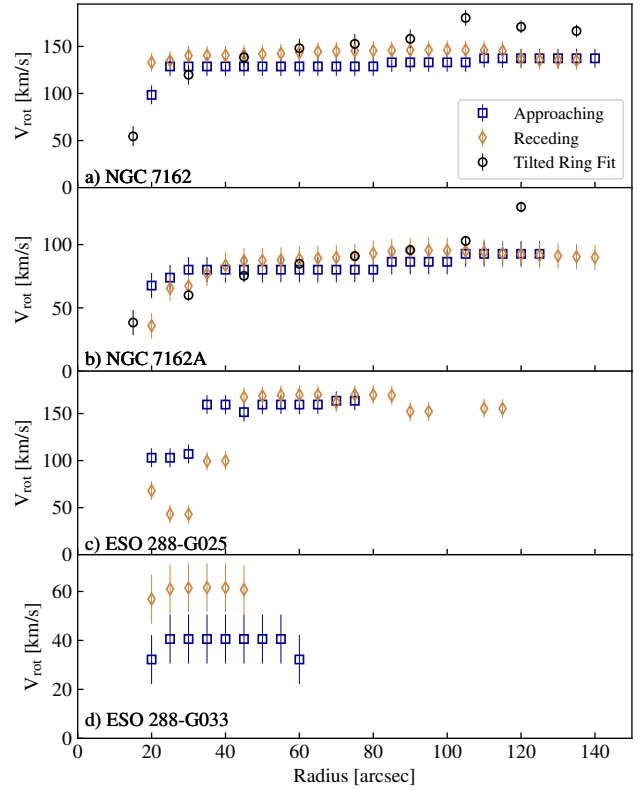 150
100
50
0
V_rot [km/s]
Approaching
Receding
Tilted Ring Fit
a) NGC 7162
100
50
0
V_rot [km/s]
b) NGC 7162A
150
100
50
0
V_rot [km/s]
c) ESO 288-G025
60
40
20
0
V_rot [km/s]
d) ESO 288-G033
0 20 40 60 80 100 120 140
Radius [arcsec]